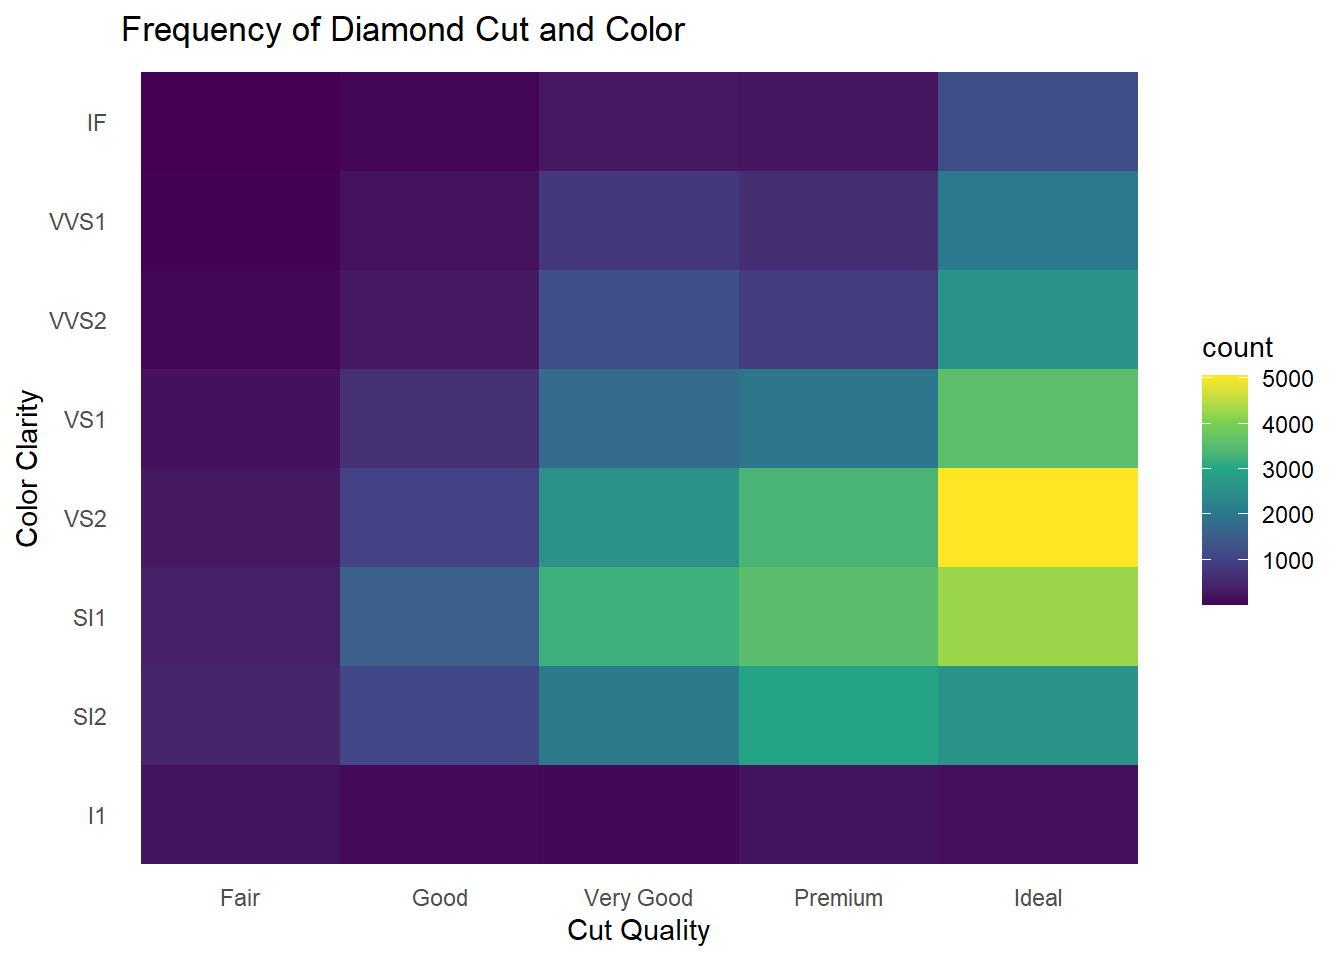 Frequency of Diamond Cut and Color
IF
VVS1
VVS2
VS1
VS2
SI1
SI2
I1
Color Clarity
Fair Good Very Good Premium Ideal
Cut Quality
count
5000
4000
3000
2000
1000